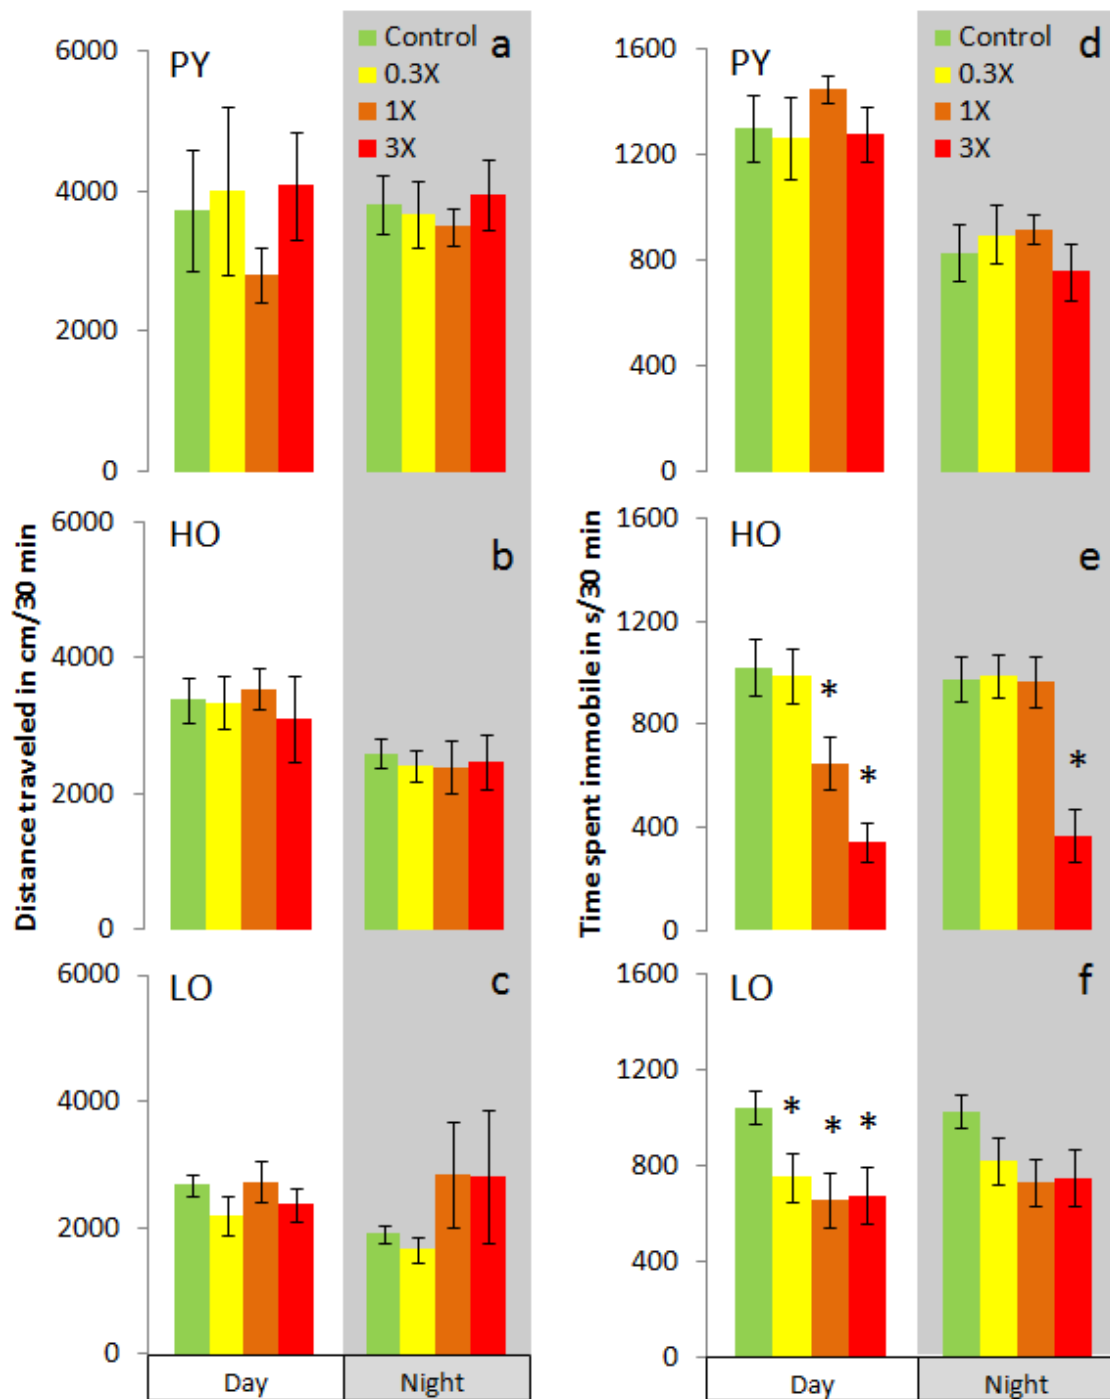 Distance traveled in cm/30 min
PY
a
6000
4000
2000
0
Control
0.3X
1X
3X
HO
b
6000
4000
2000
0
LO
c
6000
4000
2000
0
Day
Night
Time spent immobile in s/30 min
PY
d
1600
1200
800
400
0
Control
0.3X
1X
3X
HO
e
1600
1200
800
400
0
*
*
*
LO
f
1600
1200
800
400
0
*
*
*
Day
Night